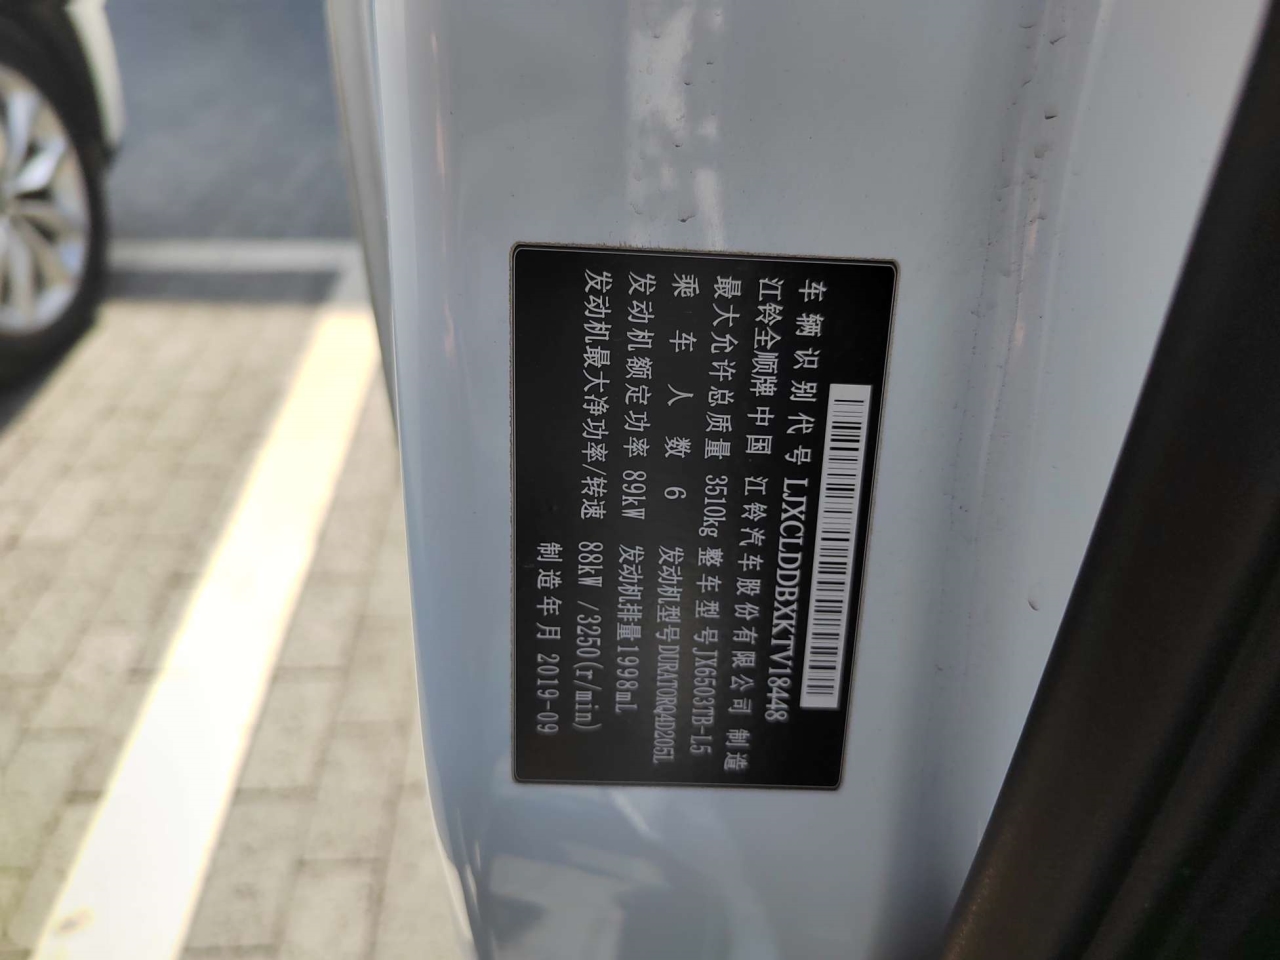 车辆识别代号 LJXCLDDBXKTV18448
江铃全顺牌 中国 江铃汽车股份有限公司 制造
最大允许总质量 3510kg 整车型号 JX6503TB-L5
乘车人数 6 发动机型号 DURATORQ4D205L
发动机额定功率 89kW 发动机排量 1998mL
发动机最大净功率/转速 88kW /3250(r/min)
制造年月 2019-09